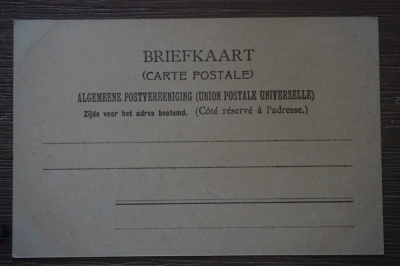 BRIEFKAART
(CARTE POSTALE)
ALGEMEENE POSTVEREENIGING (UNION POSTALE UNIVERSELLE)
Zijde voor het adres bestemd. (Côté réservé à l'adresse.)